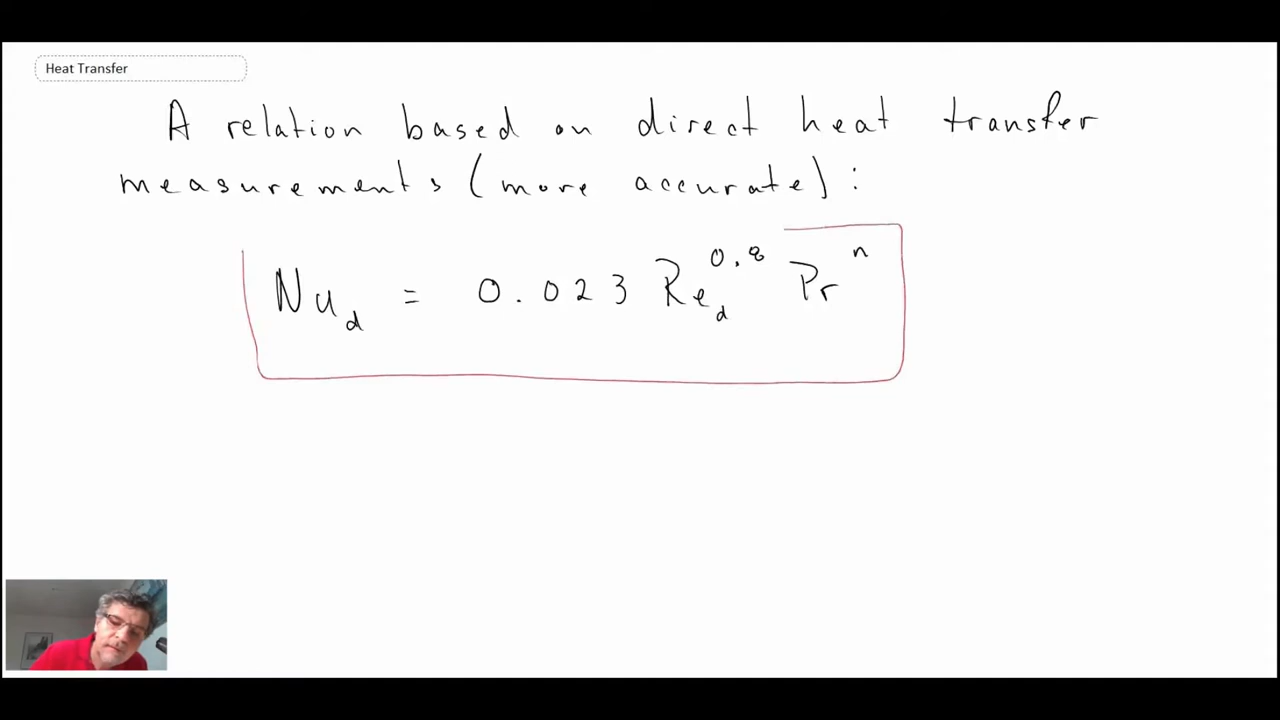 Heat Transfer
A relation based on direct heat transfer
measurements (more accurate):
Nu_d = 0.023 Re_d^0.8 Pr^n